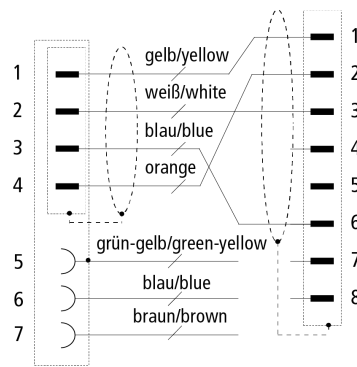 gelb/yellow
1
1
weiß/white
2
2
blau/blue
3
3
orange
4
4
5
6
grün-gelb/green-yellow
5
7
blau/blue
6
8
braun/brown
7